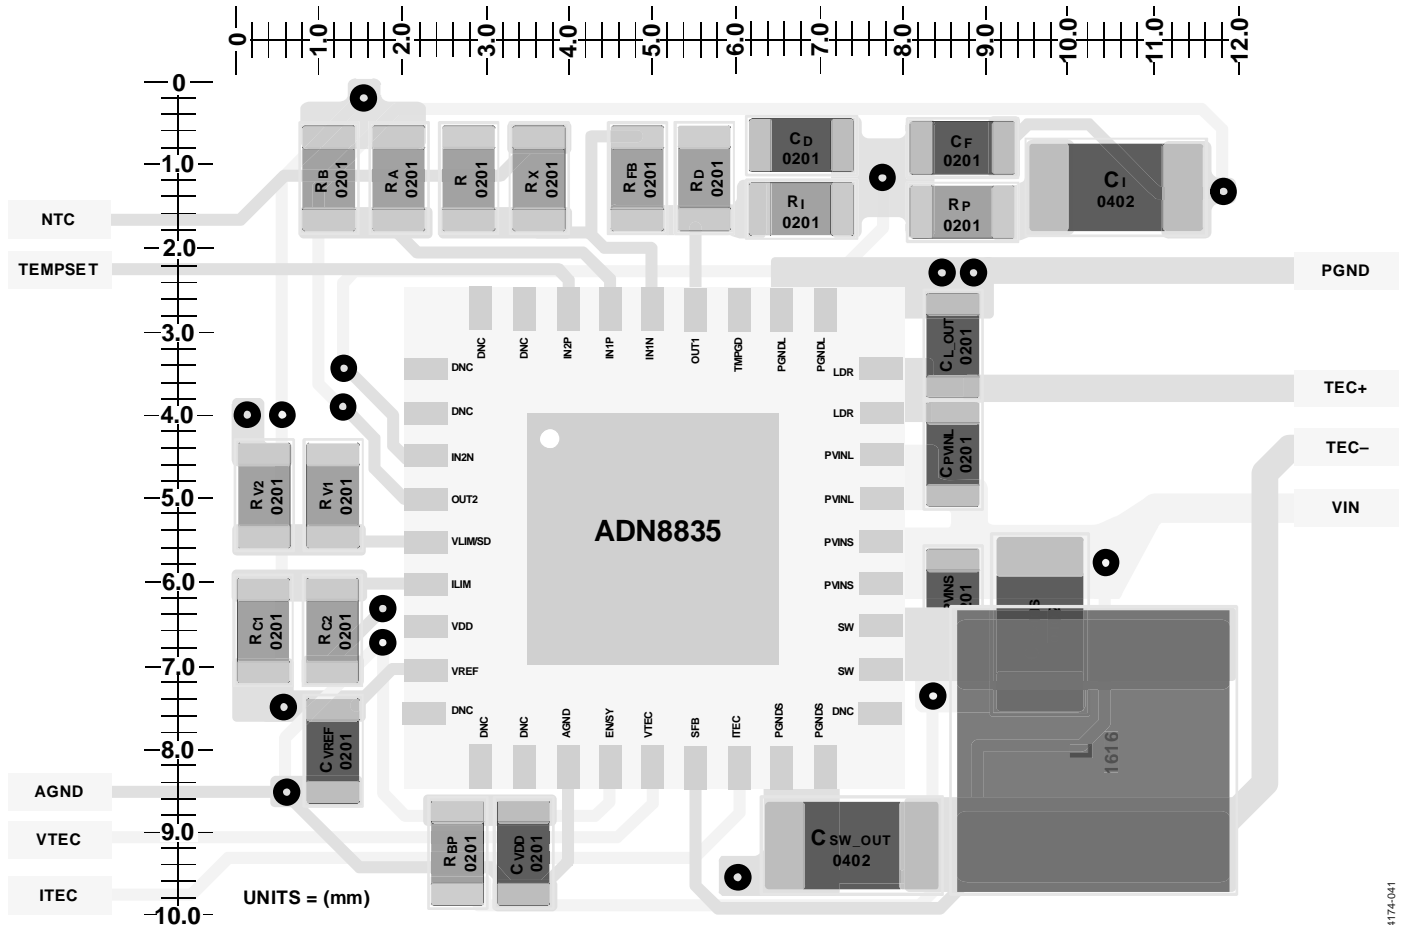 0 1.0 2.0 3.0 4.0 5.0 6.0 7.0 8.0 9.0 10.0 11.0 12.0
0
1.0
2.0
3.0
4.0
5.0
6.0
7.0
8.0
9.0
10.0
NTC
TEMPSET
AGND
VTEC
ITEC
PGND
TEC+
TEC–
VIN
RB
0201
RA
0201
R
0201
RX
0201
RFB
0201
RD
0201
CD
0201
RI
0201
CF
0201
RP
0201
CI
0402
CL_OUT
0201
CPVINL
0201
PVINS
201
IS
L
1616
CSW_OUT
0402
RV2
0201
RV1
0201
RC1
0201
RC2
0201
CVREF
0201
RBP
0201
CVDD
0201
DNC
DNC
IN2P
IN1P
IN1N
OUT1
TMPGD
PGNDL
PGNDL
LDR
LDR
PVINL
PVINL
PVINS
PVINS
SW
SW
DNC
DNC
DNC
IN2N
OUT2
VLIM/SD
ILIM
VDD
VREF
DNC
DNC
DNC
AGND
EN/SY
VTEC
SFB
ITEC
PGNDS
PGNDS
ADN8835
UNITS = (mm)
4174-041